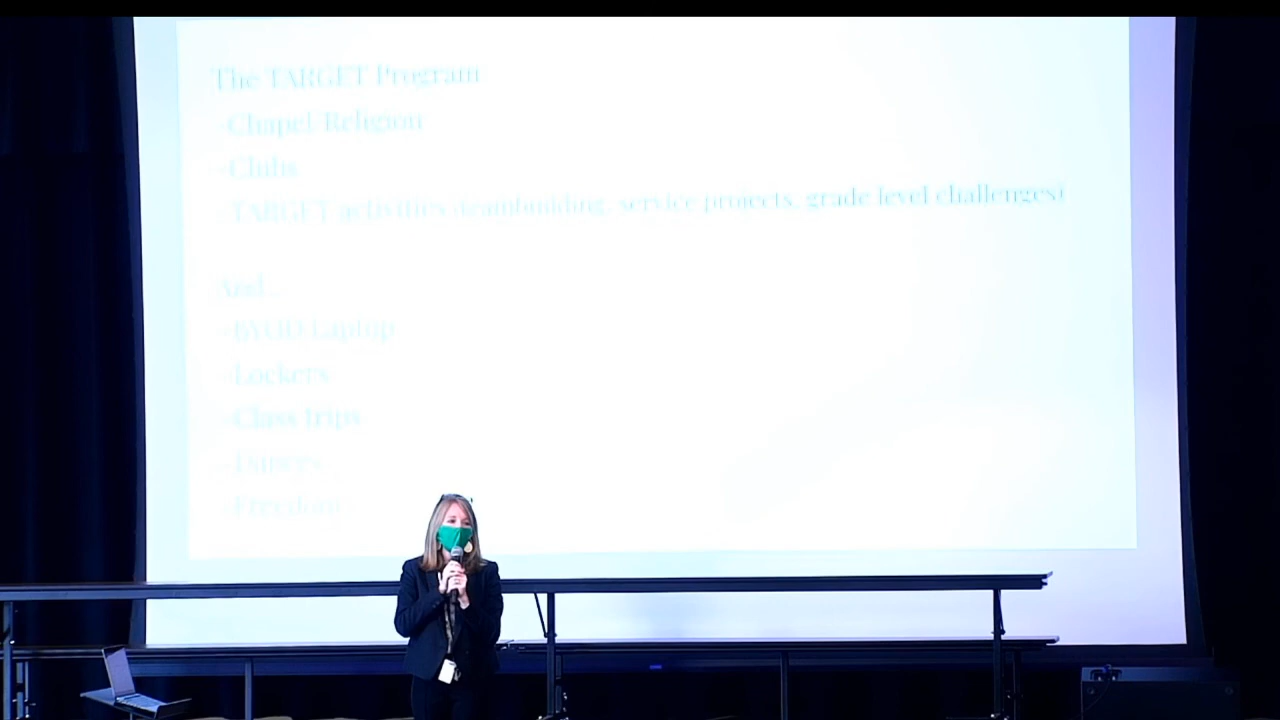 The TARGET Program
-Chapel/Religion
-Clubs
-TARGET activities (teambuilding, service projects, grade level challenges)
And...
-BYOD Laptop
-Lockers
-Class trips
-Dances
-Freedom